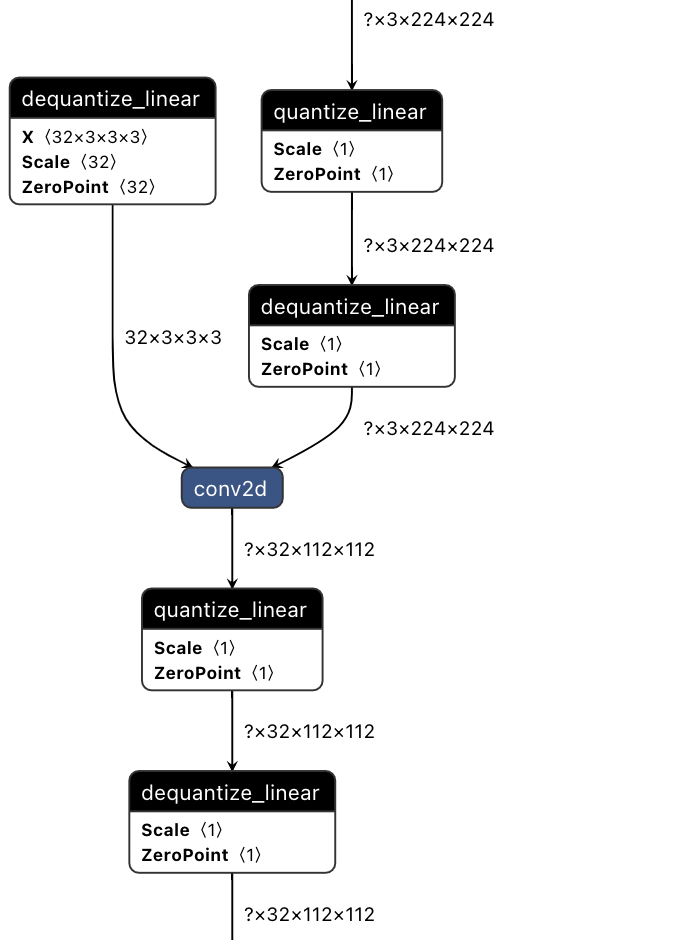 ?×3×224×224
dequantize_linear
X 〈32×3×3×3〉
Scale 〈32〉
ZeroPoint 〈32〉
quantize_linear
Scale 〈1〉
ZeroPoint 〈1〉
?×3×224×224
dequantize_linear
Scale 〈1〉
ZeroPoint 〈1〉
32×3×3×3
?×3×224×224
conv2d
?×32×112×112
quantize_linear
Scale 〈1〉
ZeroPoint 〈1〉
?×32×112×112
dequantize_linear
Scale 〈1〉
ZeroPoint 〈1〉
?×32×112×112